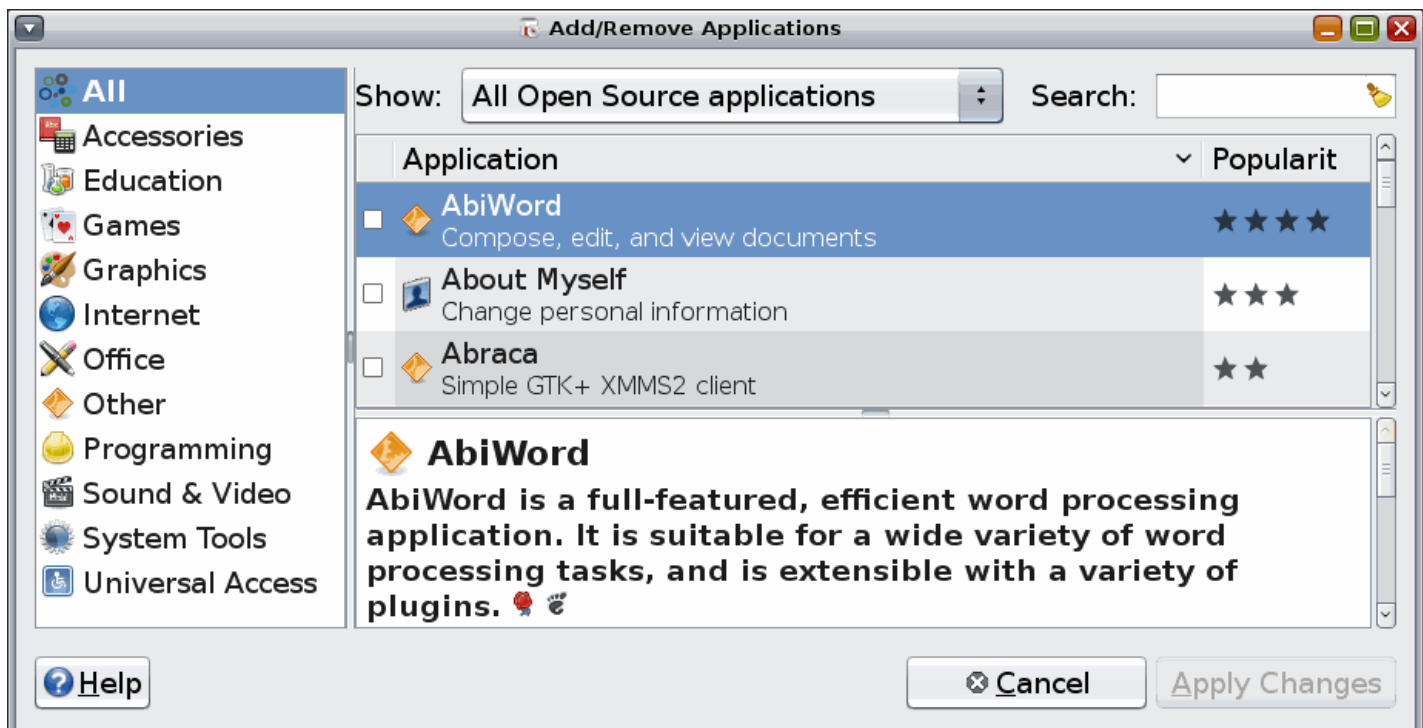 Add/Remove Applications
All
Accessories
Education
Games
Graphics
Internet
Office
Other
Programming
Sound & Video
System Tools
Universal Access
Show: All Open Source applications Search:
Application Popularit
AbiWord
Compose, edit, and view documents
About Myself
Change personal information
Abraca
Simple GTK+ XMMS2 client
AbiWord
AbiWord is a full-featured, efficient word processing
application. It is suitable for a wide variety of word
processing tasks, and is extensible with a variety of
plugins.
Help Cancel Apply Changes